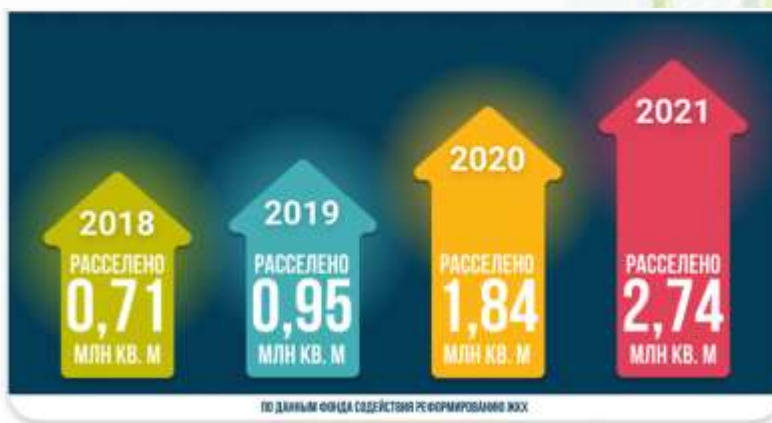 2018
РАССЕЛЕНО
0,71
МЛН КВ. М
2019
РАССЕЛЕНО
0,95
МЛН КВ. М
2020
РАССЕЛЕНО
1,84
МЛН КВ. М
2021
РАССЕЛЕНО
2,74
МЛН КВ. М
ПО ДАННЫМ ФОНДА СОДЕЙСТВИЯ РЕФОРМИРОВАНИЮ ЖКХ